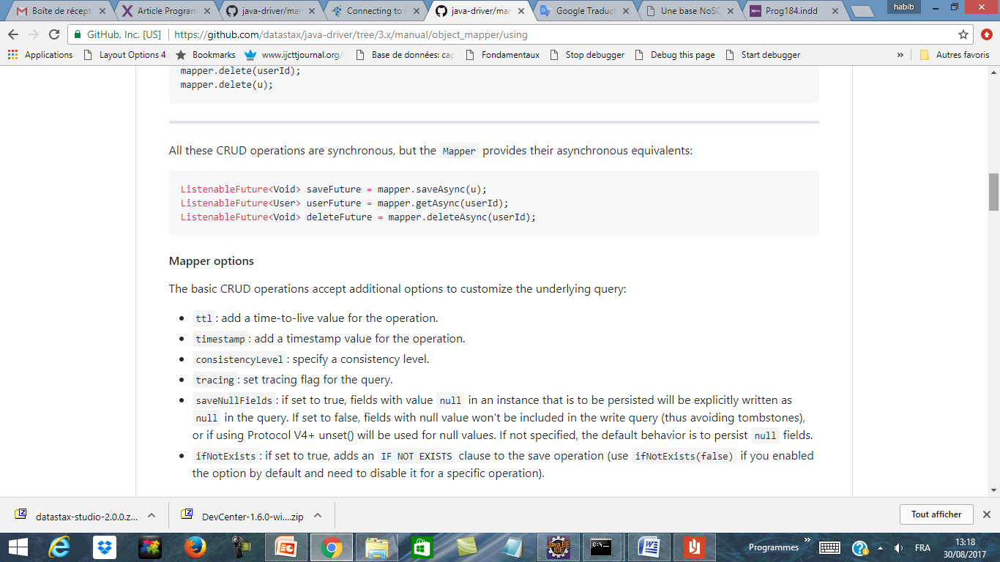 habib
Boîte de récept
Article Program
java-driver/mar
Connecting to
java-driver/mar
Google Traduct
Une base NoSQ
Prog184.indd
GitHub, Inc. [US]
https://github.com/datastax/java-driver/tree/3.x/manual/object_mapper/using
Applications
Layout Options 4
Bookmarks
www.ijcttjournal.org/
Base de données: cap
Fondamentaux
Stop debugger
Debug this page
Start debugger
»
Autres favoris
mapper.delete(userId);
mapper.delete(u);
All these CRUD operations are synchronous, but the Mapper provides their asynchronous equivalents:
ListenableFuture<Void> saveFuture = mapper.saveAsync(u);
ListenableFuture<User> userFuture = mapper.getAsync(userId);
ListenableFuture<Void> deleteFuture = mapper.deleteAsync(userId);
Mapper options
The basic CRUD operations accept additional options to customize the underlying query:
ttl : add a time-to-live value for the operation.
timestamp : add a timestamp value for the operation.
consistencyLevel : specify a consistency level.
tracing : set tracing flag for the query.
saveNullFields : if set to true, fields with value null in an instance that is to be persisted will be explicitly written as
null in the query. If set to false, fields with null value won't be included in the write query (thus avoiding tombstones),
or if using Protocol V4+ unset() will be used for null values. If not specified, the default behavior is to persist null fields.
ifNotExists : if set to true, adds an IF NOT EXISTS clause to the save operation (use ifNotExists(false) if you enabled
the option by default and need to disable it for a specific operation).
datastax-studio-2.0.0.z...
DevCenter-1.6.0-wi....zip
Tout afficher
Java EE
IDE
C:\
Programmes
»
FRA
13:18
30/08/2017